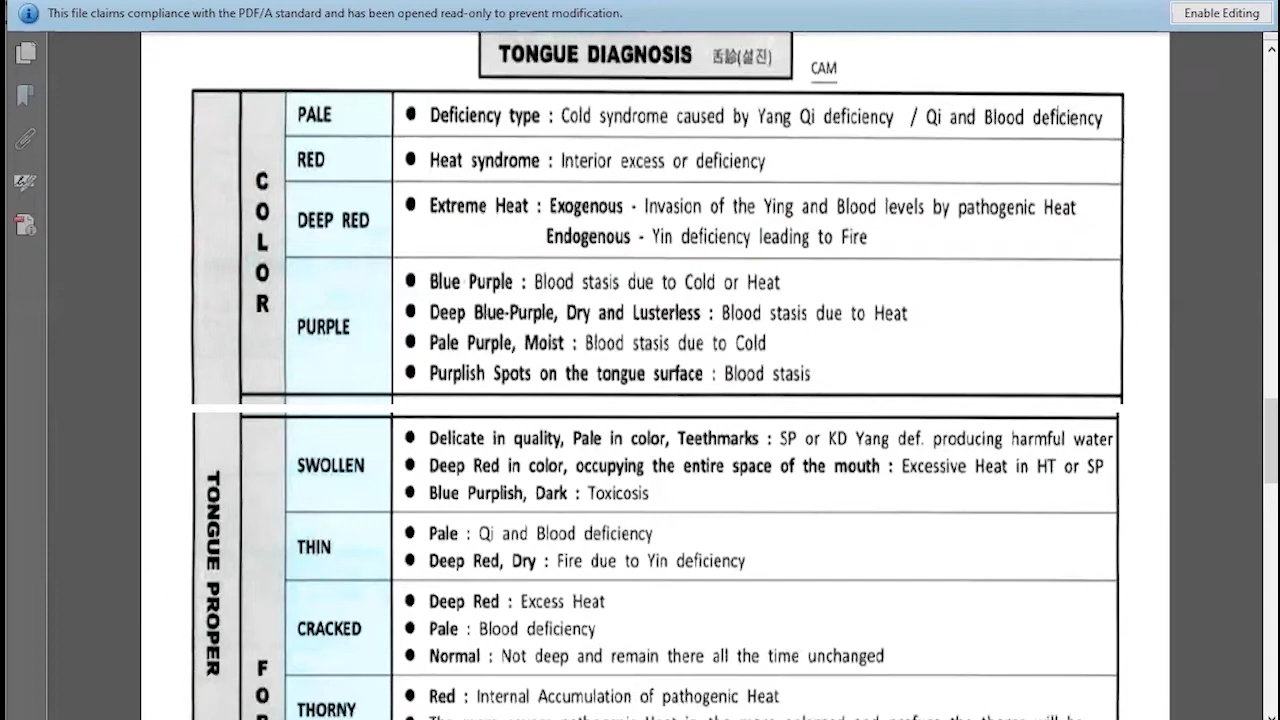 This file claims compliance with the PDF/A standard and has been opened read-only to prevent modification.
Enable Editing
TONGUE DIAGNOSIS 舌診(설진)
CAM
COLOR
PALE
● Deficiency type : Cold syndrome caused by Yang Qi deficiency / Qi and Blood deficiency
RED
● Heat syndrome : Interior excess or deficiency
DEEP RED
● Extreme Heat : Exogenous - Invasion of the Ying and Blood levels by pathogenic Heat
Endogenous - Yin deficiency leading to Fire
PURPLE
● Blue Purple : Blood stasis due to Cold or Heat
● Deep Blue-Purple, Dry and Lusterless : Blood stasis due to Heat
● Pale Purple, Moist : Blood stasis due to Cold
● Purplish Spots on the tongue surface : Blood stasis
TONGUE PROPER
FO
SWOLLEN
● Delicate in quality, Pale in color, Teethmarks : SP or KD Yang def. producing harmful water
● Deep Red in color, occupying the entire space of the mouth : Excessive Heat in HT or SP
● Blue Purplish, Dark : Toxicosis
THIN
● Pale : Qi and Blood deficiency
● Deep Red, Dry : Fire due to Yin deficiency
CRACKED
● Deep Red : Excess Heat
● Pale : Blood deficiency
● Normal : Not deep and remain there all the time unchanged
THORNY
● Red : Internal Accumulation of pathogenic Heat